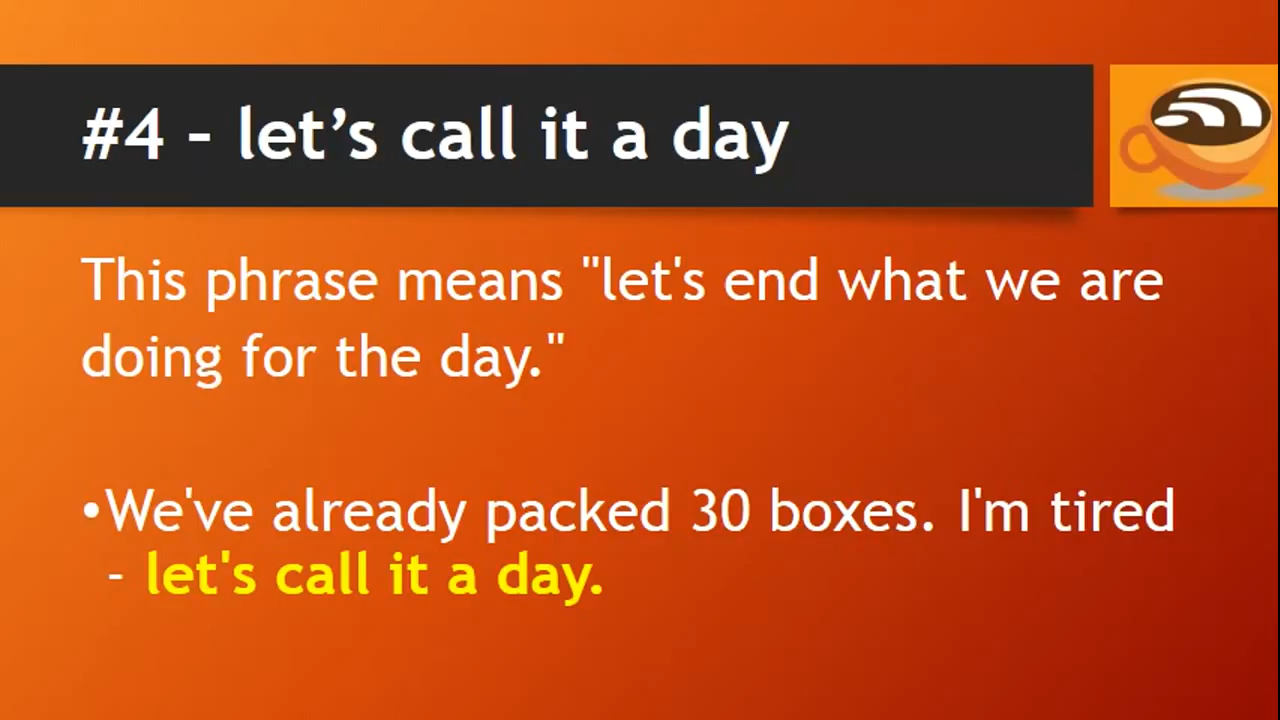 #4 – let’s call it a day
This phrase means "let's end what we are
doing for the day."
•We've already packed 30 boxes. I'm tired
- let's call it a day.